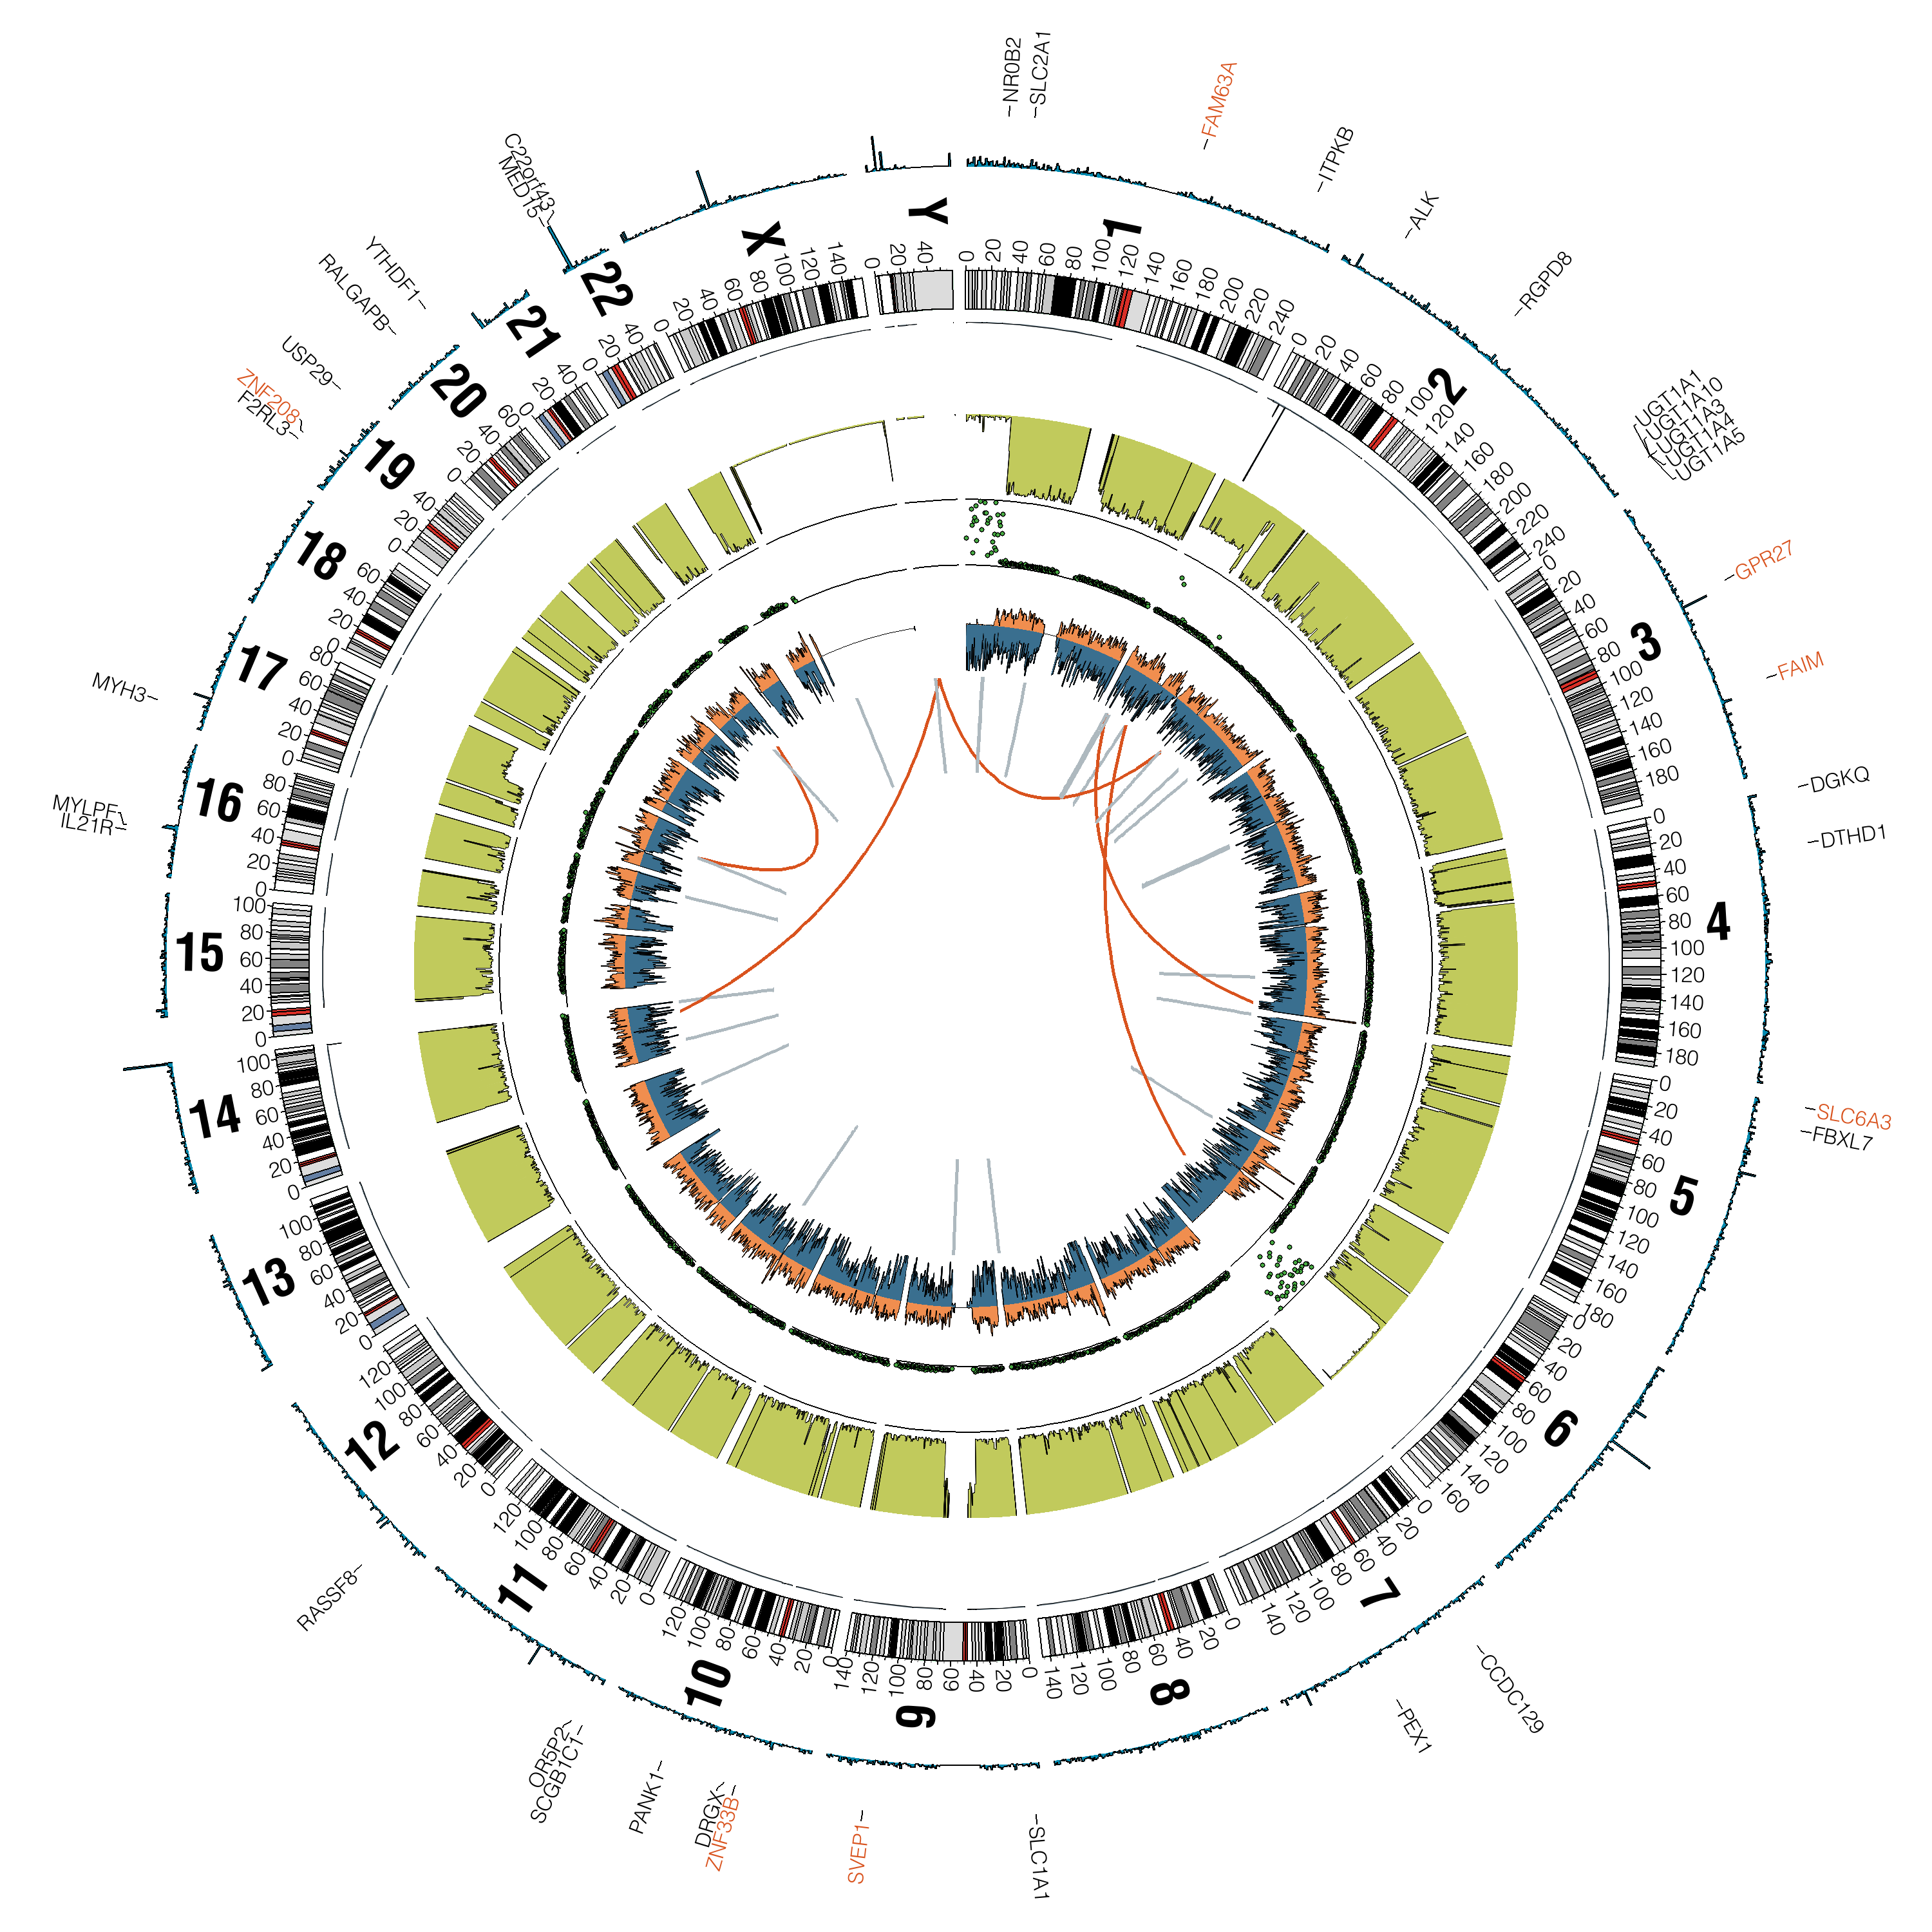 NR0B2
SLC2A1
FAM63A
ITPKB
ALK
RGPD8
UGT1A1
UGT1A10
UGT1A3
UGT1A4
UGT1A5
GPR27
FAIM
DGKQ
DTHD1
SLC6A3
FBXL7
CCDC129
PEX1
SLC1A1
SVEP1
ZNF33B
DRGX
PANK1
SCGB1C1
OR5P2
RASSF8
IL21R
MYLPF
MYH3
F2RL3
ZNF208
USP29
RALGAPB
YTHDF1
MED15
C22orf43
1
0 20 40 60 80 100 120 140 160 180 200 220 240
2
0 20 40 60 80 100 120 140 160 180 200 220 240
3
0 20 40 60 80 100 120 140 160 180
4
0 20 40 60 80 100 120 140 160 180
5
0 20 40 60 80 100 120 140 160 180
6
0 20 40 60 80 100 120 140 160
7
0 20 40 60 80 100 120 140
8
0 20 40 60 80 100 120 140
9
0 20 40 60 80 100 120 140
10
0 20 40 60 80 100 120
11
0 20 40 60 80 100 120
12
0 20 40 60 80 100 120
13
0 20 40 60 80 100
14
0 20 40 60 80 100
15
0 20 40 60 80 100
16
0 20 40 60 80
17
0 20 40 60 80
18
0 20 40 60
19
0 20 40
20
0 20 40 60
21
0 20 40
22
0 20 40
X
0 20 40 60 80 100 120 140
Y
0 20 40